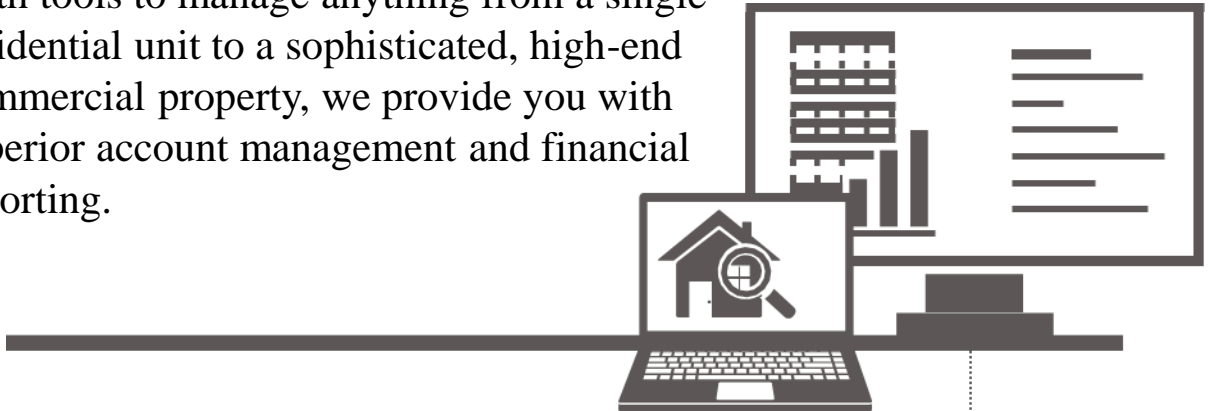 tools to manage anything from a single
idential unit to a sophisticated, high-end
mmercial property, we provide you with
perior account management and financial
orting.